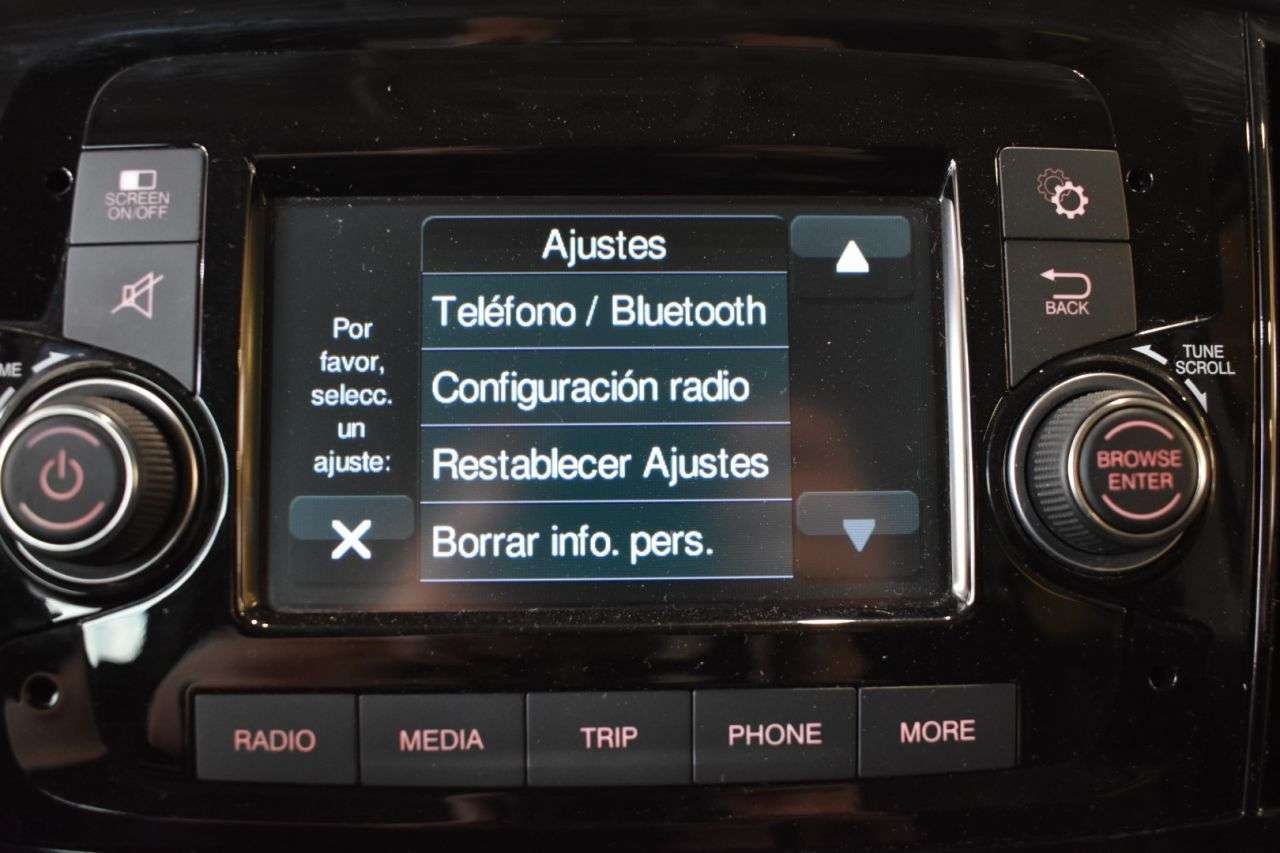 SCREEN
ON/OFF
Ajustes
Teléfono / Bluetooth
Configuración radio
Restablecer Ajustes
Borrar info. pers.
Por
favor,
selecc.
un
ajuste:
BACK
TUNE
SCROLL
BROWSE
ENTER
RADIO
MEDIA
TRIP
PHONE
MORE